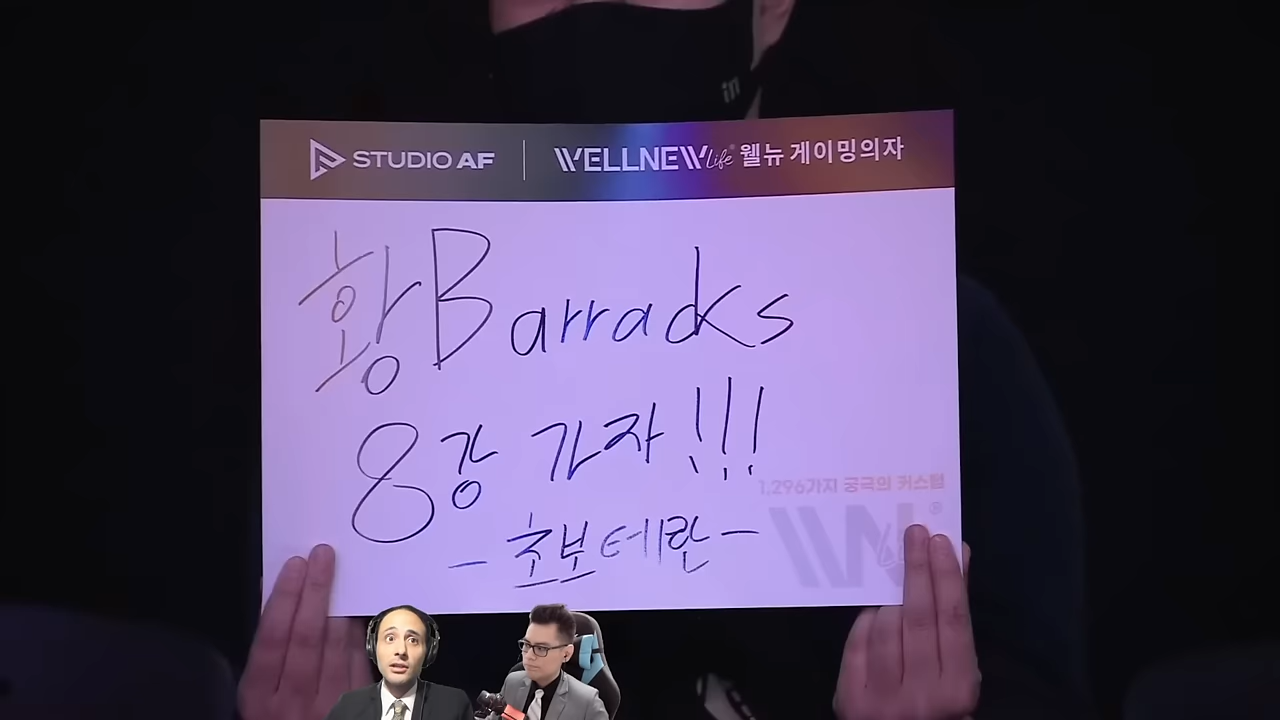 in
STUDIO AF | WELLNEW Life® 웰뉴 게이밍의자
황Barracks
8강 가자!!!
1,296가지 궁극의 커스텀
WN ®
-초보테란-